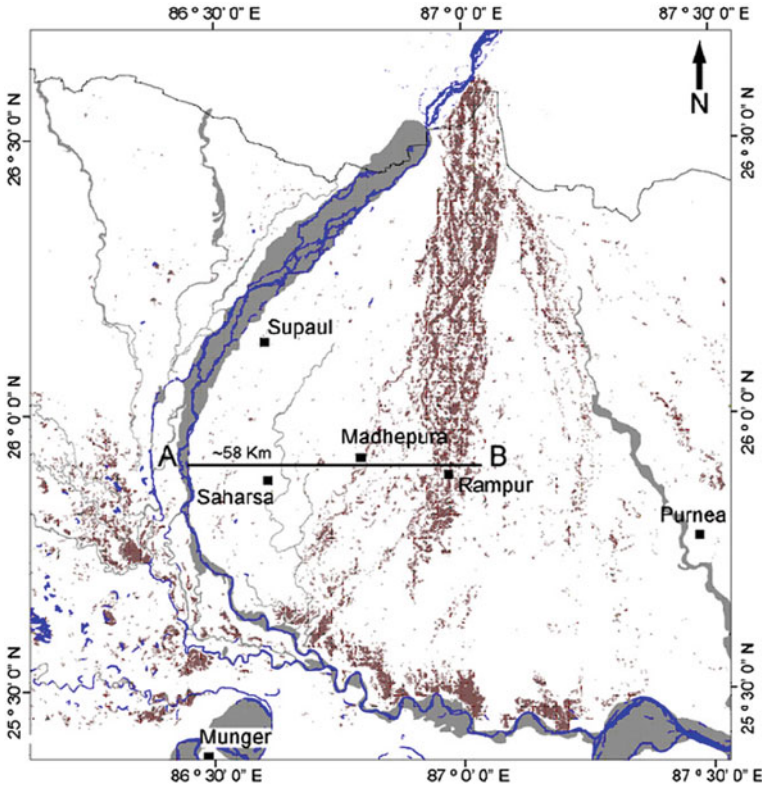 86 ° 30' 0" E
87 ° 0' 0" E
87 ° 30' 0" E
N
26 ° 30' 0" N
26 ° 30' 0" N
Supaul
26 ° 0' 0" N
26 ° 0' 0" N
Madhepura
A
~58 Km
B
Saharsa
Rampur
Purnea
25 ° 30' 0" N
25 ° 30' 0" N
Munger
86 ° 30' 0" E
87 ° 0' 0" E
87 ° 30' 0" E